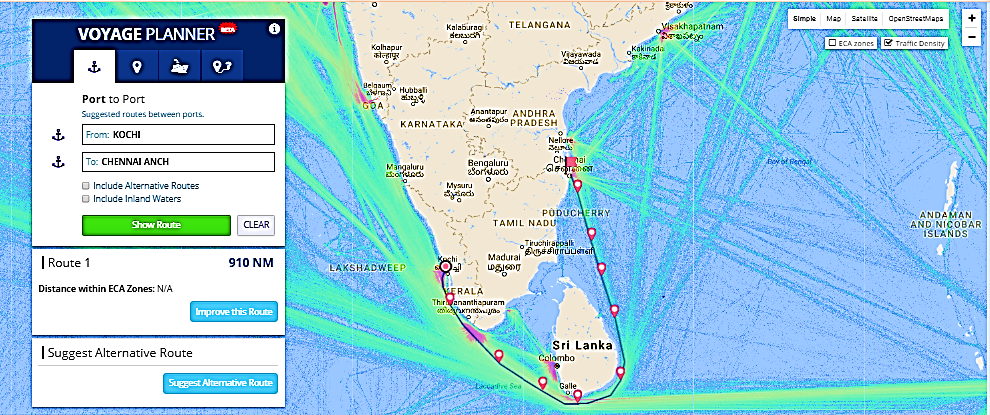 VOYAGE PLANNER BETA
i
Port to Port
Suggested routes between ports.
From: KOCHI
To: CHENNAI ANCH
Include Alternative Routes
Include Inland Waters
Show Route
CLEAR
Route 1
910 NM
Distance within ECA Zones: N/A
Improve this Route
Suggest Alternative Route
Suggest Alternative Route
Simple Map Satellite OpenStreetMaps
+
−
ECA zones
Traffic Density
TELANGANA
Kalaburagi
ಕಲಬುರಗಿ
Visakhapatnam
Kakinada
Vijayawada
Kolhapur
Belgaum
Hubballi
ಹುಬ್ಬಳ್ಳಿ
GOA
Anantapur
ANDHRA
PRADESH
KARNATAKA
Nellore
Chennai
Mangaluru
Bengaluru
ಬೆಂಗಳೂರು
Mysuru
Bay of Bengal
PUDUCHERRY
TAMIL NADU
ANDAMAN
AND NICOBAR
ISLANDS
Tiruchirappalli
Madurai
மதுரை
Kochi
LAKSHADWEEP
KERALA
Thiruvananthapuram
Sri Lanka
Colombo
Galle
Laccadive Sea